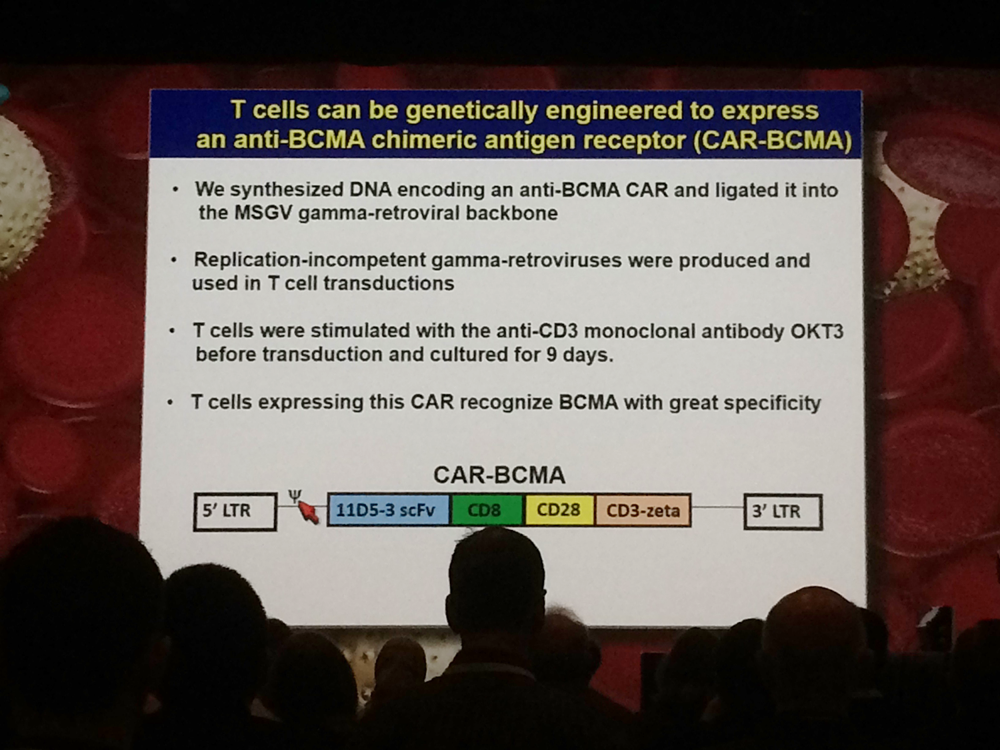 T cells can be genetically engineered to express
an anti-BCMA chimeric antigen receptor (CAR-BCMA)
• We synthesized DNA encoding an anti-BCMA CAR and ligated it into
the MSGV gamma-retroviral backbone
• Replication-incompetent gamma-retroviruses were produced and
used in T cell transductions
• T cells were stimulated with the anti-CD3 monoclonal antibody OKT3
before transduction and cultured for 9 days.
• T cells expressing this CAR recognize BCMA with great specificity
CAR-BCMA
5′ LTR Ψ 11D5-3 scFv CD8 CD28 CD3-zeta 3′ LTR